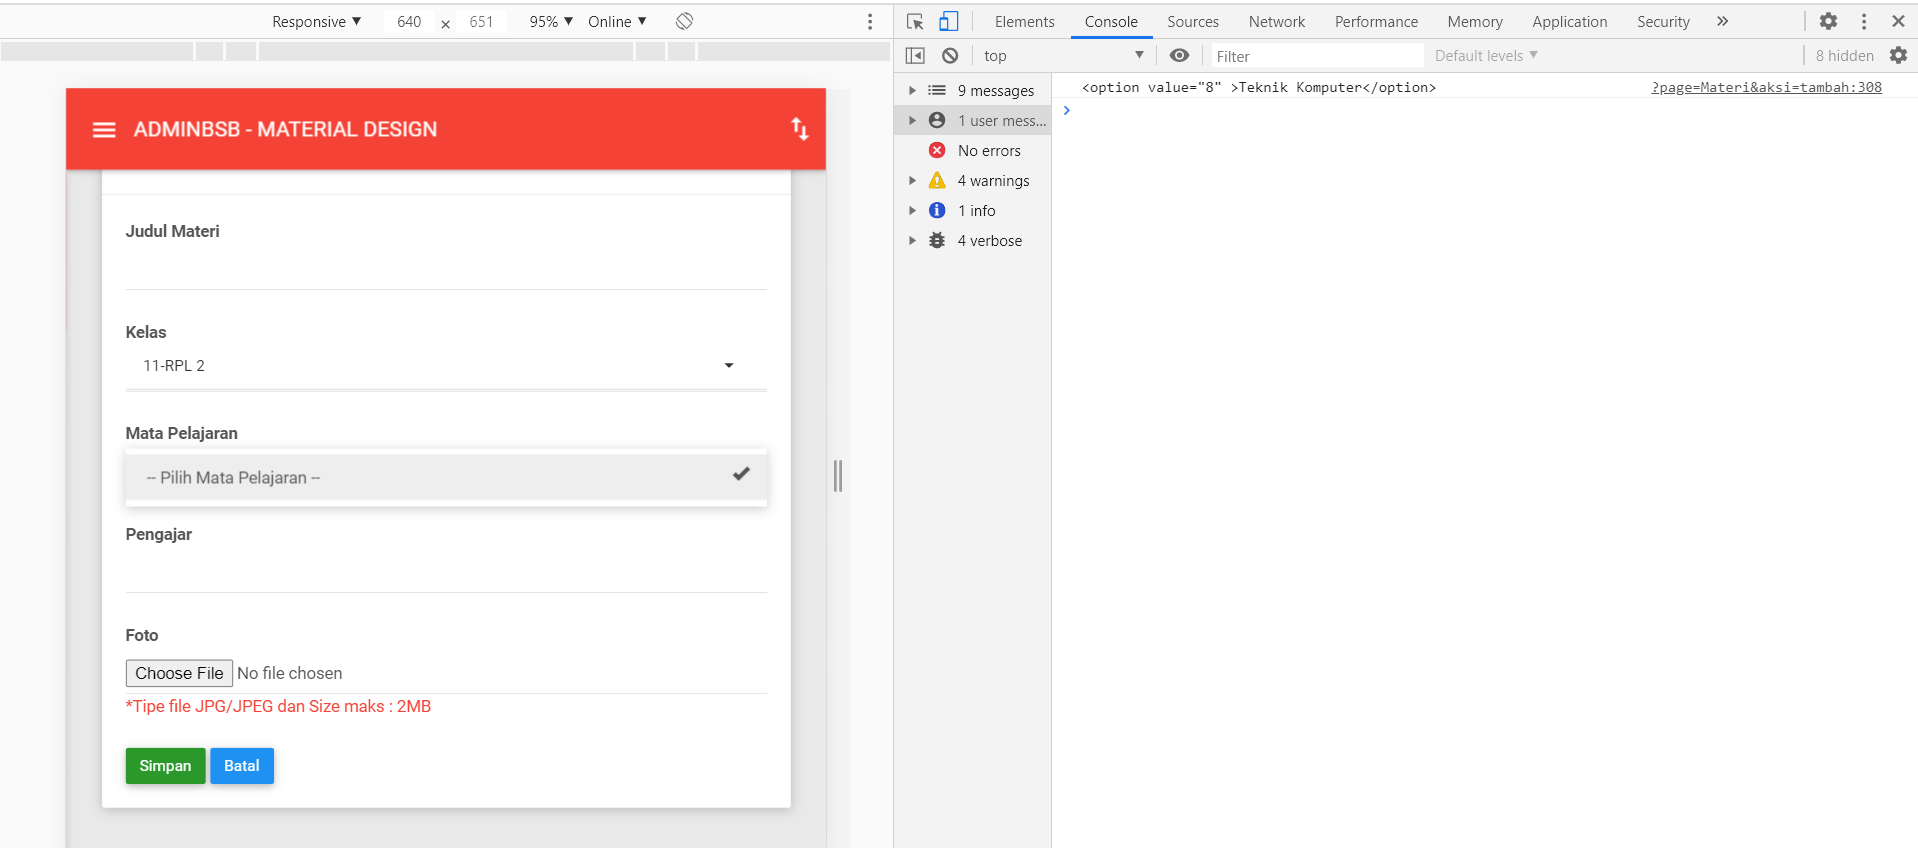 Responsive ▼ 640 × 651 95% ▼ Online ▼
ADMINBSB - MATERIAL DESIGN
Judul Materi
Kelas
11-RPL 2
Mata Pelajaran
-- Pilih Mata Pelajaran --
Pengajar
Foto
Choose File No file chosen
*Tipe file JPG/JPEG dan Size maks : 2MB
Simpan Batal
Elements Console Sources Network Performance Memory Application Security »
top ▼ Filter Default levels ▼ 8 hidden
9 messages
1 user mess...
No errors
4 warnings
1 info
4 verbose
<option value="8" >Teknik Komputer</option> ?page=Materi&aksi=tambah:308